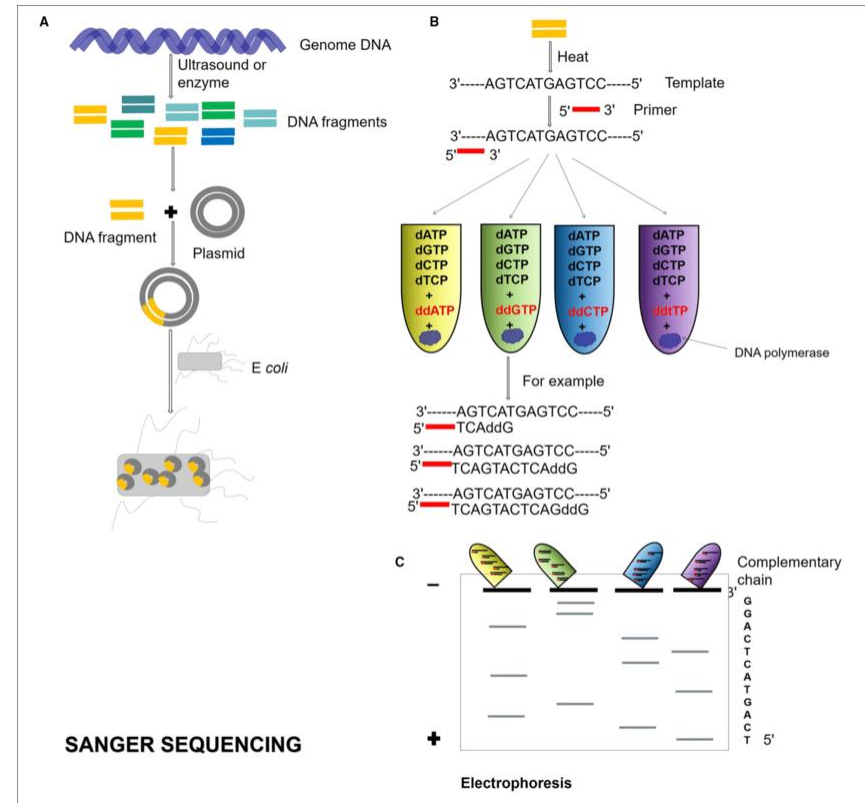 A
Genome DNA
Ultrasound or
enzyme
DNA fragments
+
DNA fragment
Plasmid
E coli
SANGER SEQUENCING
B
Heat
3'-----AGTCATGAGTCC-----5'
Template
5' 3'
Primer
3'-----AGTCATGAGTCC-----5'
5' 3'
dATP
dGTP
dCTP
dTCP
+
ddATP
+
dATP
dGTP
dCTP
dTCP
+
ddGTP
+
dATP
dGTP
dCTP
dTCP
+
ddCTP
+
dATP
dGTP
dCTP
dTCP
+
ddtTP
+
DNA polymerase
For example
3'------AGTCATGAGTCC-----5'
5' TCAddG
3'------AGTCATGAGTCC-----5'
5' TCAGTACTCAddG
3'------AGTCATGAGTCC-----5'
5' TCAGTACTCAGddG
C
Complementary
chain
−
3'
G
G
A
C
T
C
A
T
G
A
C
T 5'
+
Electrophoresis